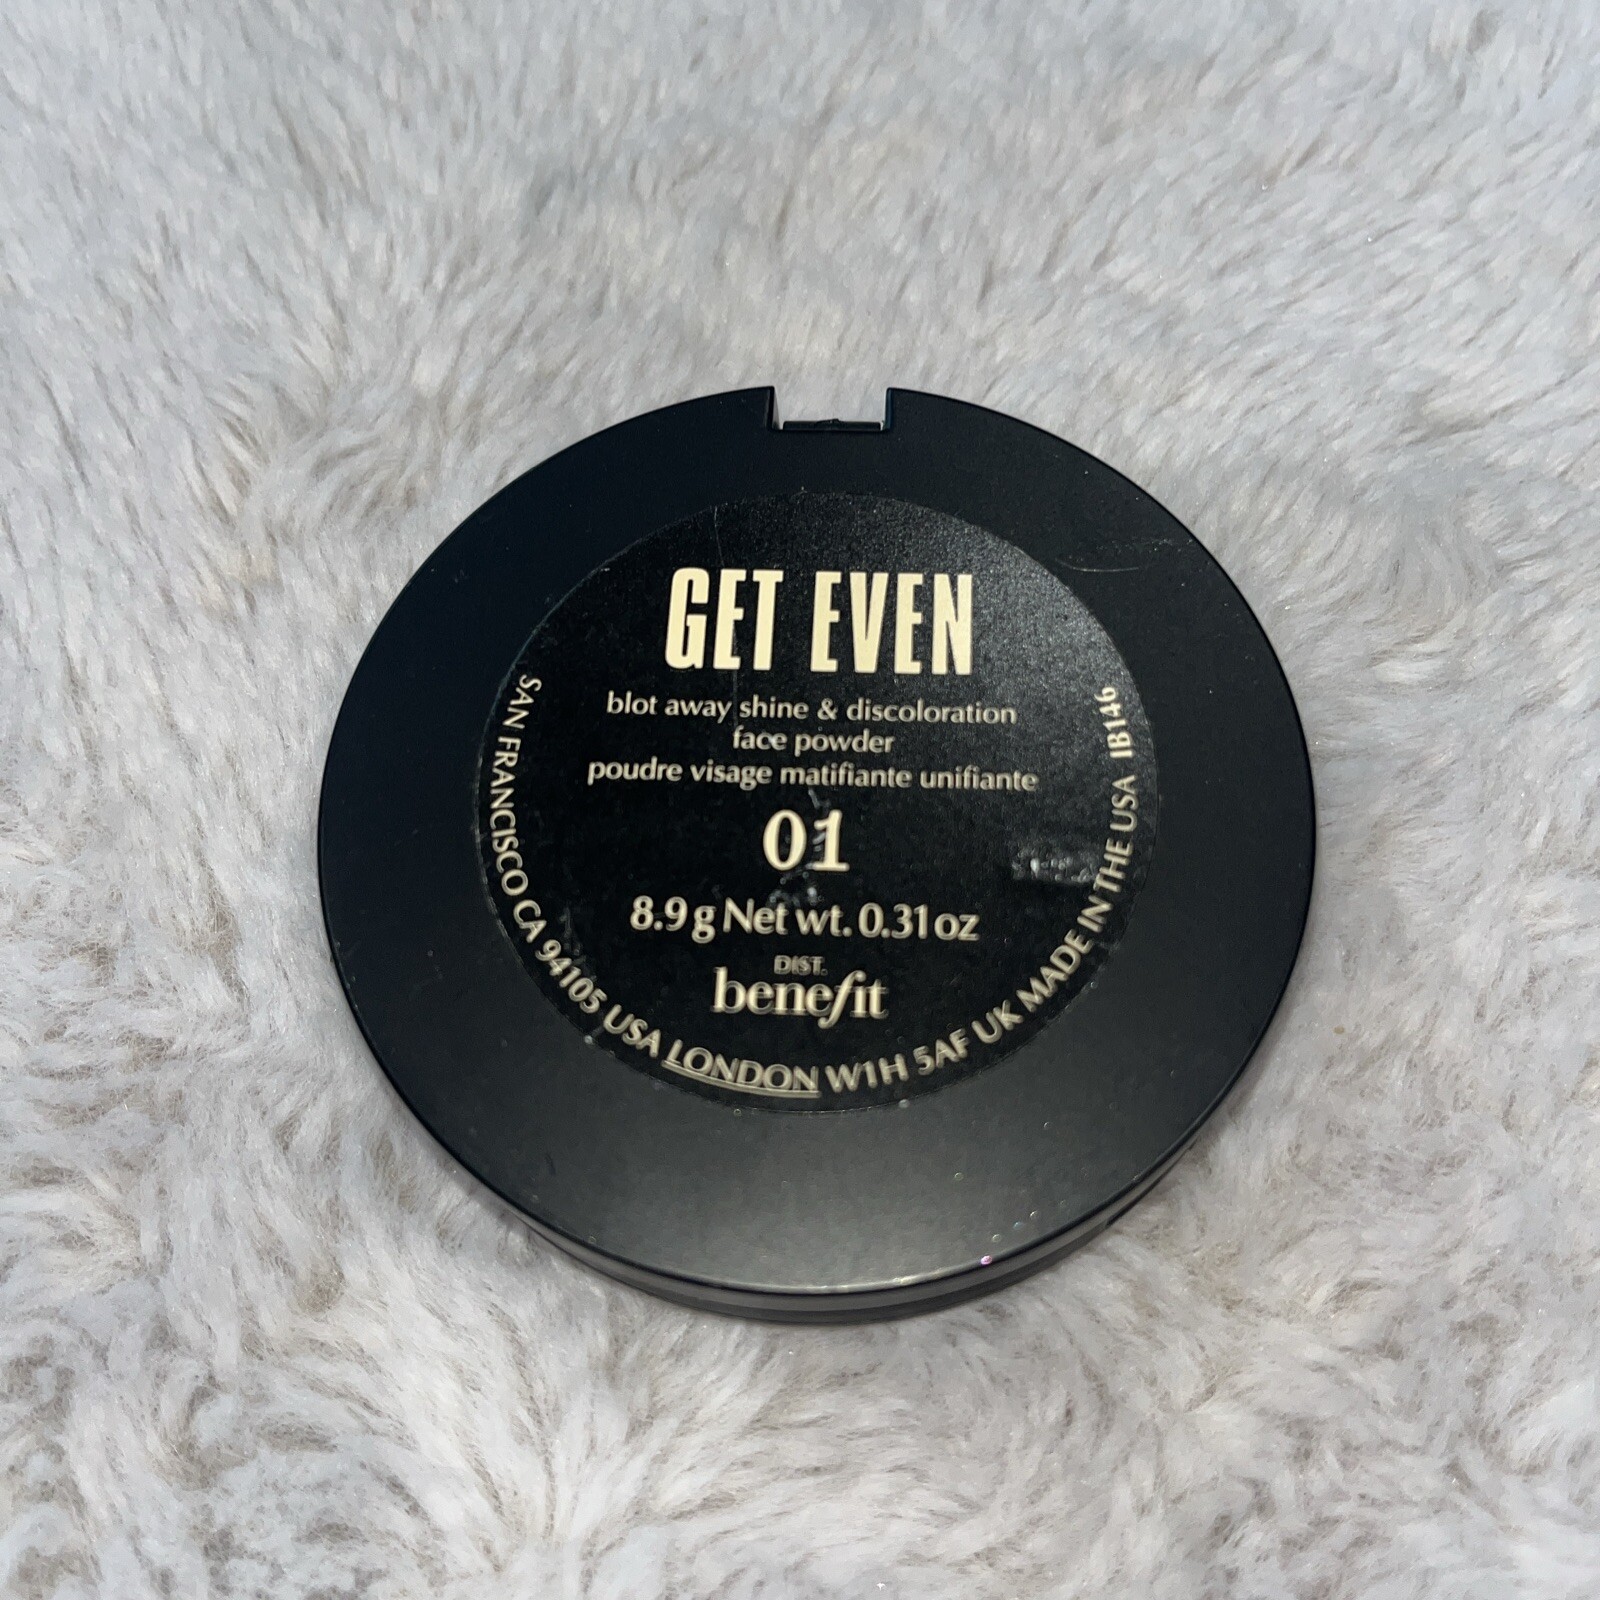 GET EVEN
blot away shine & discoloration
face powder
poudre visage matifiante unifiante
01
8.9 g Net wt. 0.31 oz
DIST.
benefit
SAN FRANCISCO CA 94105 USA LONDON W1H 5AF UK MADE IN THE USA IB146